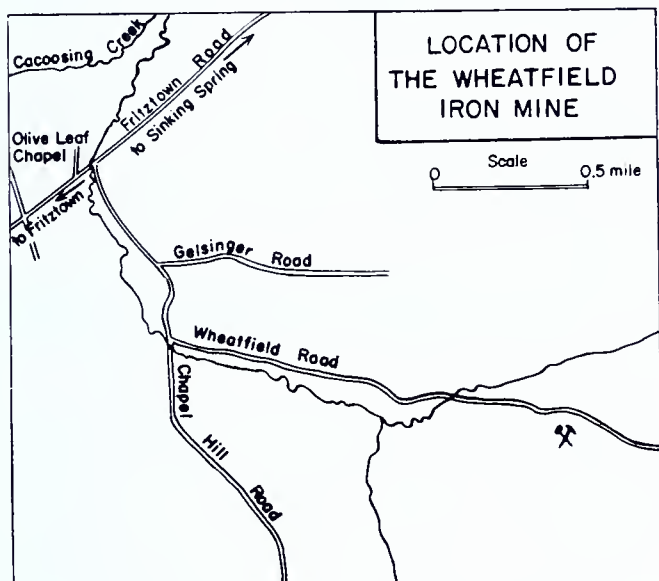 LOCATION OF
THE WHEATFIELD
IRON MINE
Scale
0 0.5 mile
Cacoosing Creek
Fritztown Road
to Sinking Spring
Olive Leaf
Chapel
to Fritztown
Gelsinger Road
Wheatfield Road
Chapel Hill Road